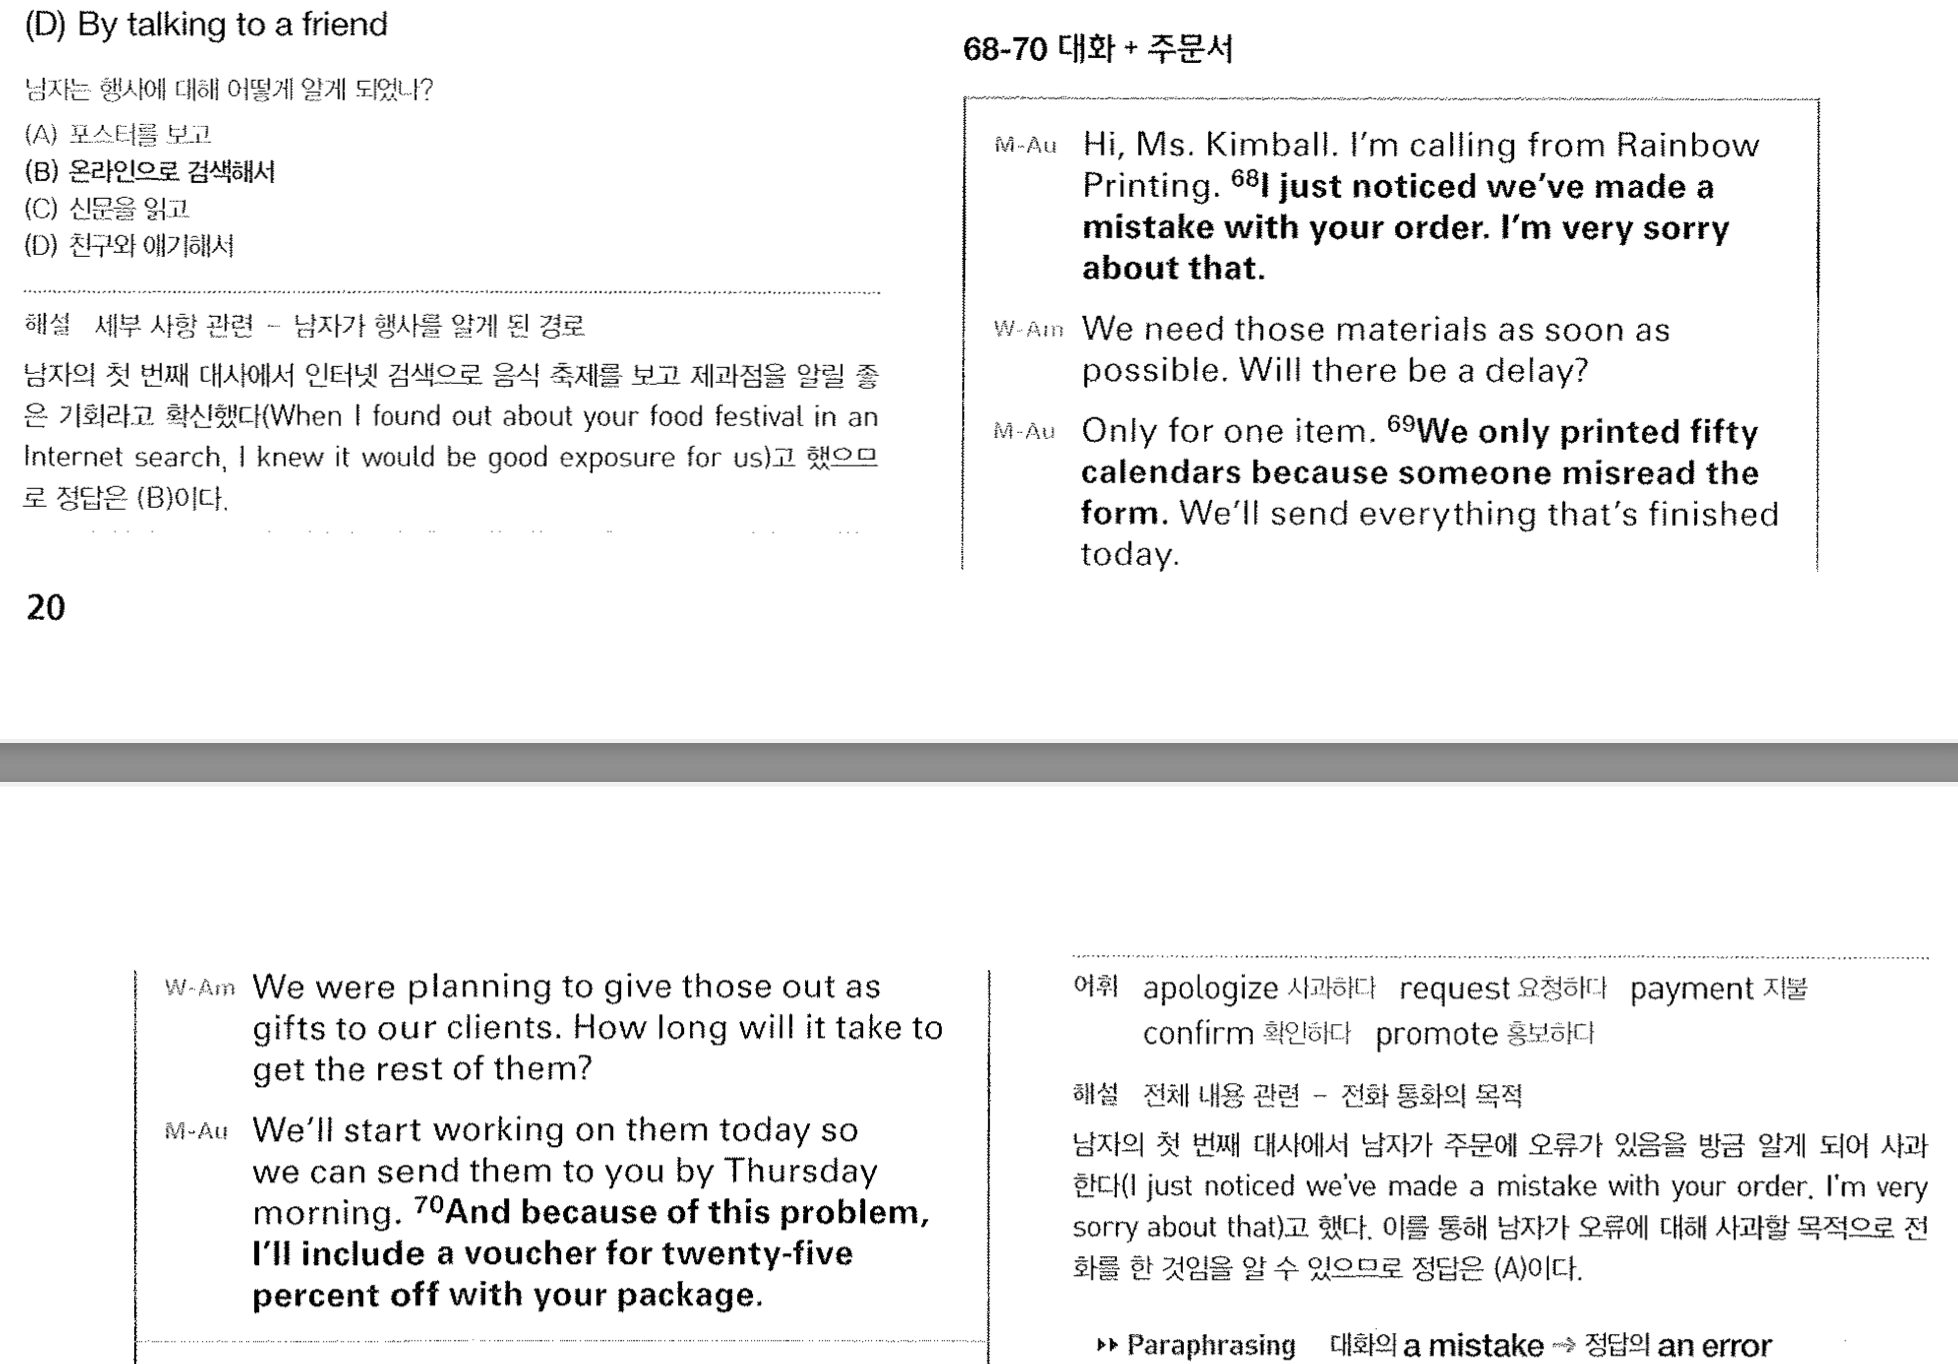 (D) By talking to a friend
남자는 행사에 대해 어떻게 알게 되었나?
(A) 포스터를 보고
(B) 온라인으로 검색해서
(C) 신문을 읽고
(D) 친구와 얘기해서
해설 세부 사항 관련 – 남자가 행사를 알게 된 경로
남자의 첫 번째 대사에서 인터넷 검색으로 음식 축제를 보고 제과점을 알릴 좋
은 기회라고 확신했다(When I found out about your food festival in an
Internet search, I knew it would be good exposure for us)고 했으므
로 정답은 (B)이다.
20
68-70 대화 + 주문서
M-Au Hi, Ms. Kimball. I'm calling from Rainbow
Printing. 68I just noticed we've made a
mistake with your order. I'm very sorry
about that.
W-Am We need those materials as soon as
possible. Will there be a delay?
M-Au Only for one item. 69We only printed fifty
calendars because someone misread the
form. We'll send everything that's finished
today.
W-Am We were planning to give those out as
gifts to our clients. How long will it take to
get the rest of them?
M-Au We'll start working on them today so
we can send them to you by Thursday
morning. 70And because of this problem,
I'll include a voucher for twenty-five
percent off with your package.
어휘 apologize 사과하다 request 요청하다 payment 지불
confirm 확인하다 promote 홍보하다
해설 전체 내용 관련 – 전화 통화의 목적
남자의 첫 번째 대사에서 남자가 주문에 오류가 있음을 방금 알게 되어 사과
한다(I just noticed we've made a mistake with your order. I'm very
sorry about that)고 했다. 이를 통해 남자가 오류에 대해 사과할 목적으로 전
화를 한 것임을 알 수 있으므로 정답은 (A)이다.
▸▸ Paraphrasing 대화의 a mistake → 정답의 an error